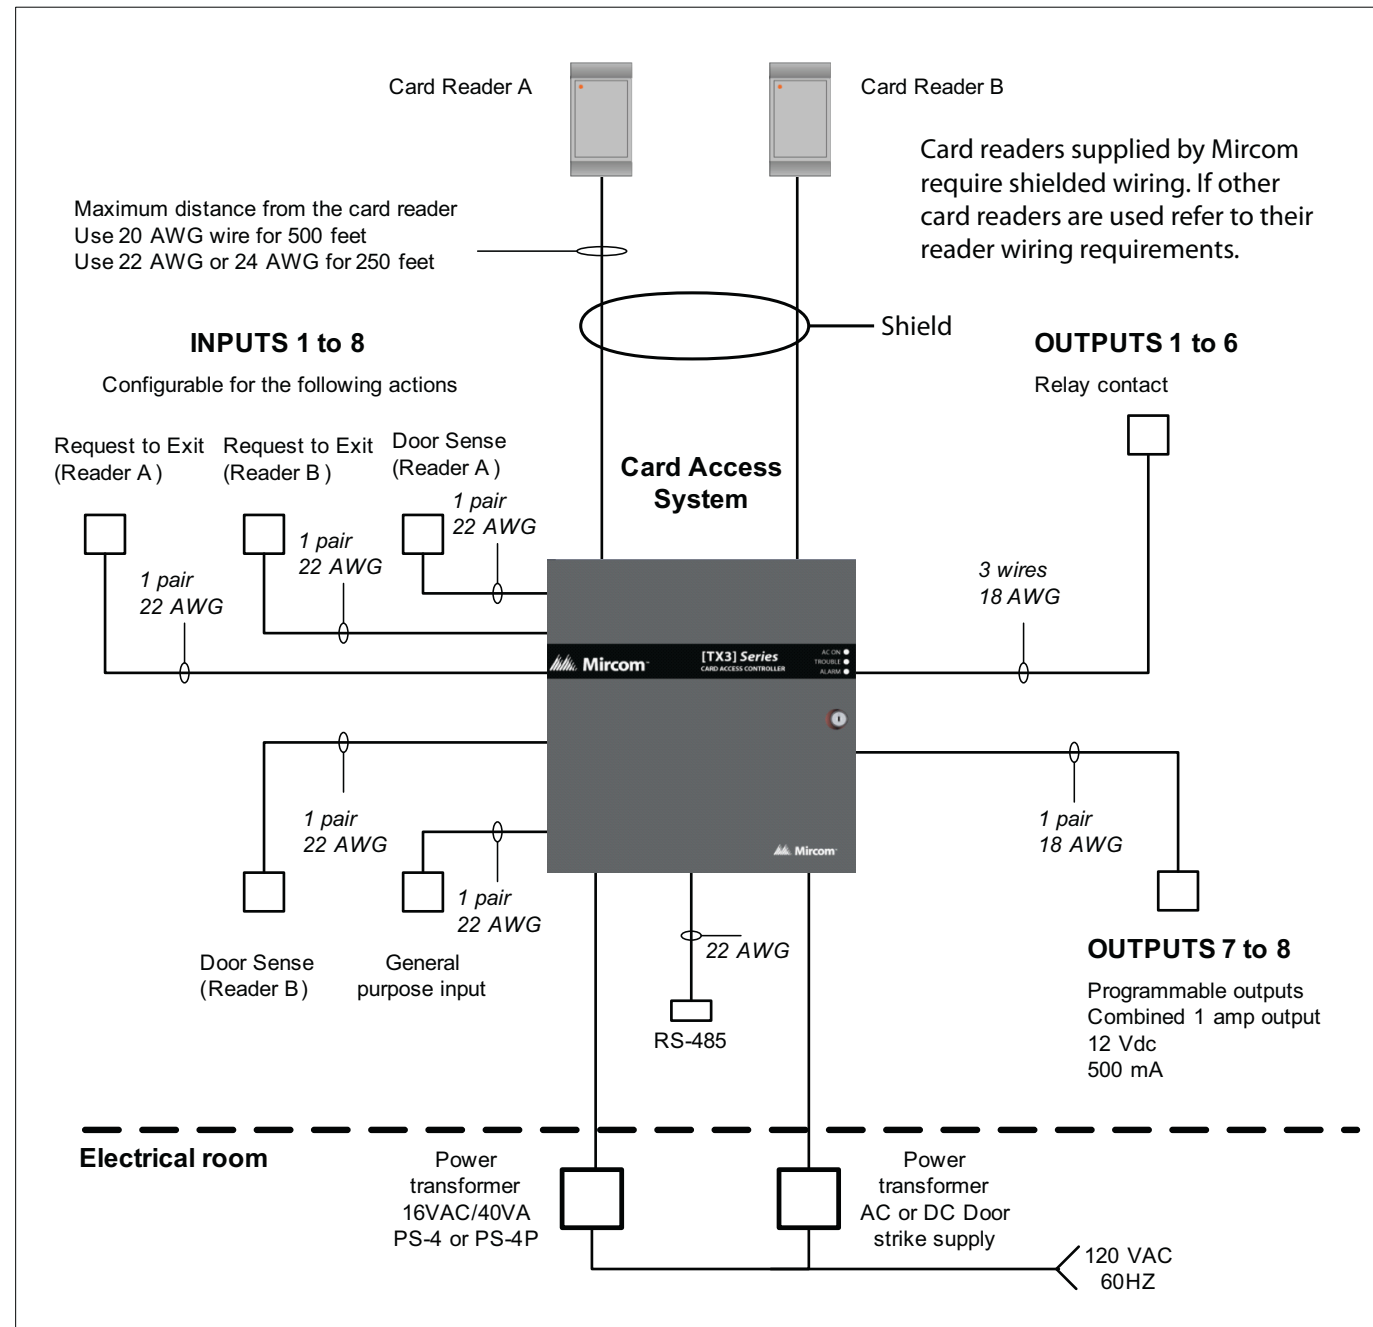 Card Reader A
Card Reader B
Card readers supplied by Mircom
require shielded wiring. If other
card readers are used refer to their
reader wiring requirements.
Maximum distance from the card reader
Use 20 AWG wire for 500 feet
Use 22 AWG or 24 AWG for 250 feet
Shield
INPUTS 1 to 8
Configurable for the following actions
OUTPUTS 1 to 6
Relay contact
Request to Exit
(Reader A)
Request to Exit
(Reader B)
Door Sense
(Reader A)
Card Access
System
1 pair
22 AWG
1 pair
22 AWG
1 pair
22 AWG
3 wires
18 AWG
Mircom
[TX3] Series
CARD ACCESS CONTROLLER
AC ON
TROUBLE
ALARM
1 pair
22 AWG
1 pair
22 AWG
1 pair
18 AWG
Mircom
Door Sense
(Reader B)
General
purpose input
22 AWG
RS-485
OUTPUTS 7 to 8
Programmable outputs
Combined 1 amp output
12 Vdc
500 mA
Electrical room
Power
transformer
16VAC/40VA
PS-4 or PS-4P
Power
transformer
AC or DC Door
strike supply
120 VAC
60HZ